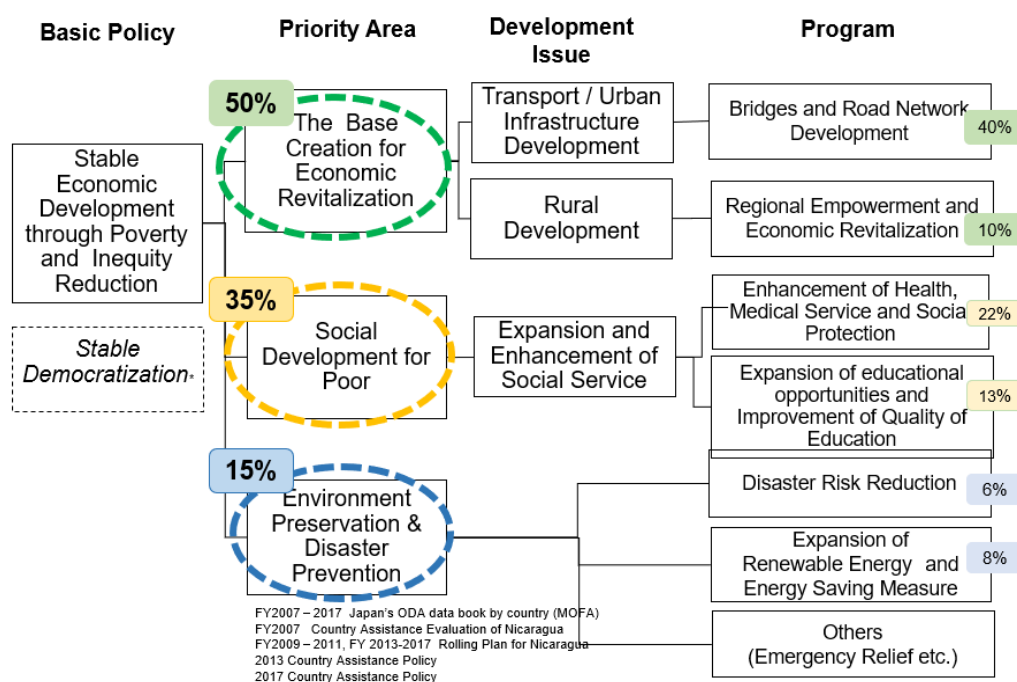 Basic Policy
Priority Area
Development
Issue
Program
50%
The Base
Creation for
Economic
Revitalization
Transport / Urban
Infrastructure
Development
Bridges and Road Network
Development
40%
Stable
Economic
Development
through Poverty
and Inequity
Reduction
Rural
Development
Regional Empowerment and
Economic Revitalization
10%
35%
Social
Development for
Poor
Expansion and
Enhancement of
Social Service
Enhancement of Health,
Medical Service and Social
Protection
22%
Stable
Democratization*
Expansion of educational
opportunities and
Improvement of Quality of
Education
13%
15%
Environment
Preservation &
Disaster
Prevention
Disaster Risk Reduction
6%
Expansion of
Renewable Energy and
Energy Saving Measure
8%
Others
(Emergency Relief etc.)
FY2007 – 2017 Japan's ODA data book by country (MOFA)
FY2007 Country Assistance Evaluation of Nicaragua
FY2009 – 2011, FY 2013-2017 Rolling Plan for Nicaragua
2013 Country Assistance Policy
2017 Country Assistance Policy